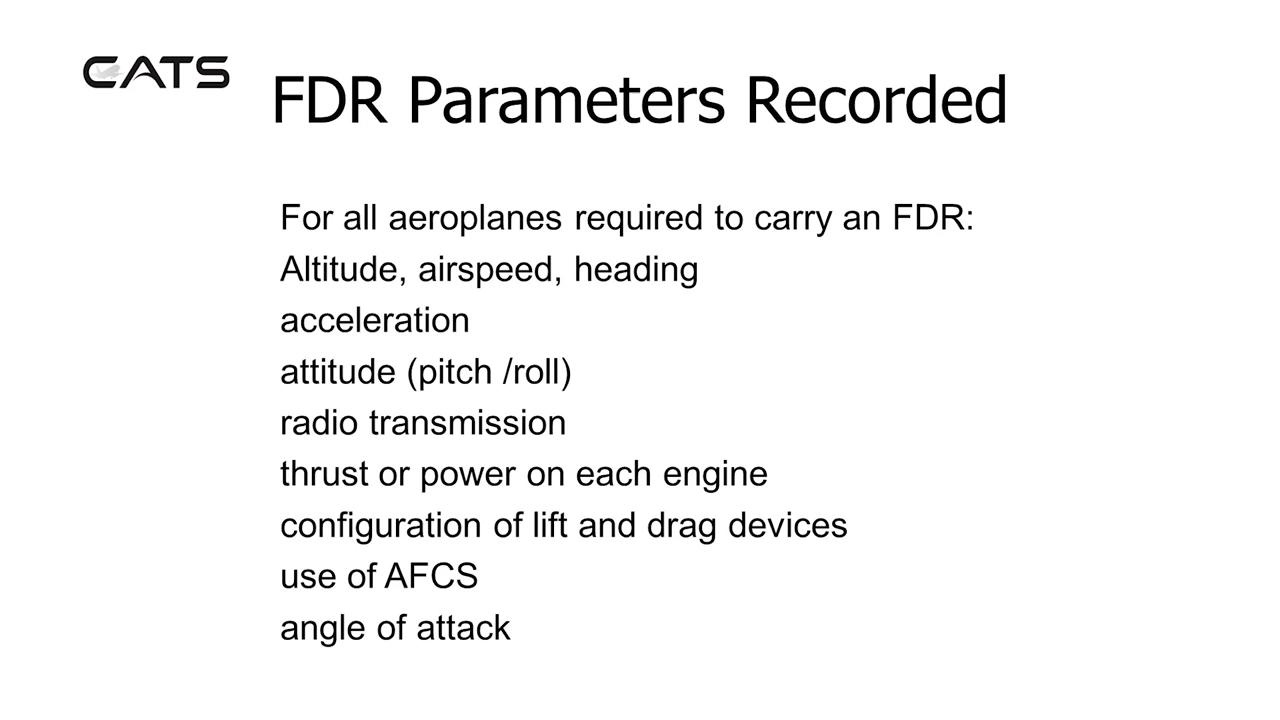 CATS
FDR Parameters Recorded
For all aeroplanes required to carry an FDR:
Altitude, airspeed, heading
acceleration
attitude (pitch /roll)
radio transmission
thrust or power on each engine
configuration of lift and drag devices
use of AFCS
angle of attack